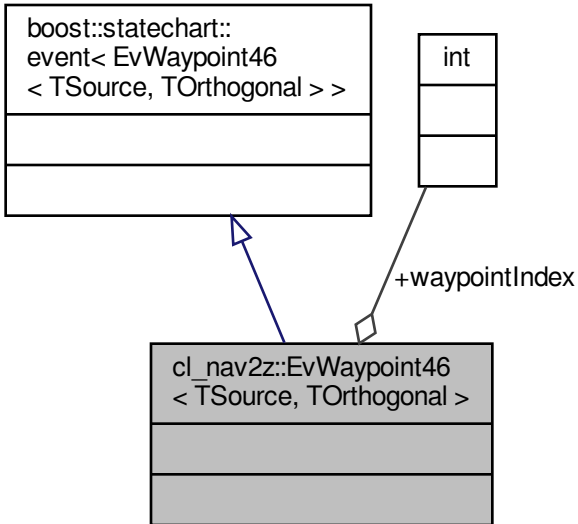 boost::statechart::
event< EvWaypoint46
< TSource, TOrthogonal > >
int
+waypointIndex
cl_nav2z::EvWaypoint46
< TSource, TOrthogonal >